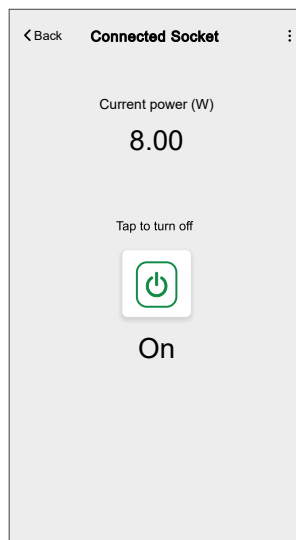 Back Connected Socket
Current power (W)
8.00
Tap to turn off
On